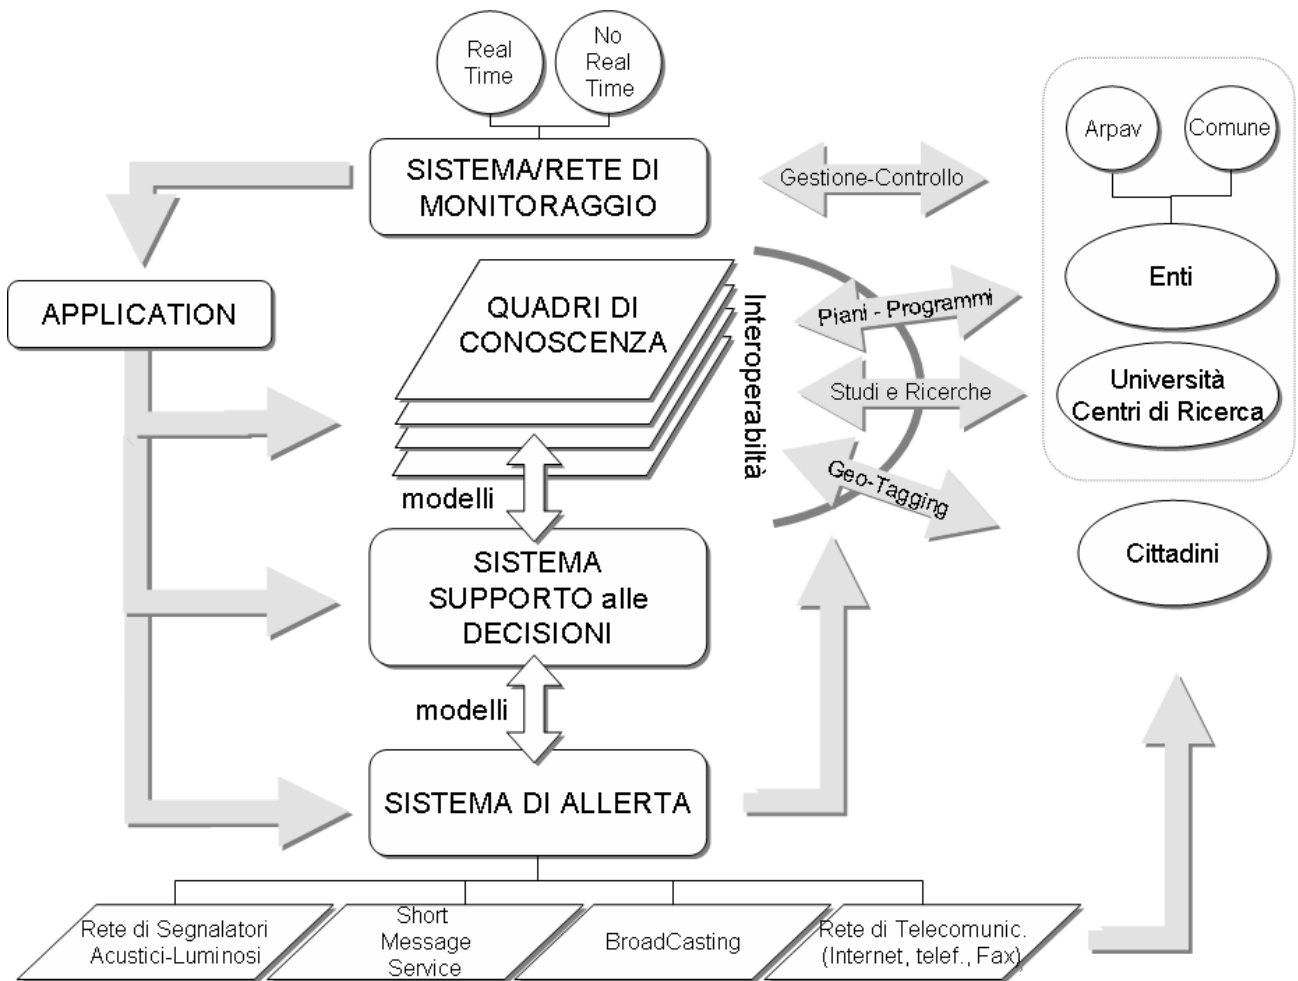 Real
Time
No
Real
Time
SISTEMA/RETE DI
MONITORAGGIO
Gestione-Controllo
Arpav
Comune
Enti
APPLICATION
QUADRI DI
CONOSCENZA
Interoperabiltà
Piani - Programmi
Studi e Ricerche
Università
Centri di Ricerca
Geo-Tagging
modelli
SISTEMA
SUPPORTO alle
DECISIONI
Cittadini
modelli
SISTEMA DI ALLERTA
Rete di Segnalatori
Acustici-Luminosi
Short
Message
Service
BroadCasting
Rete di Telecomunic.
(Internet, telef., Fax)